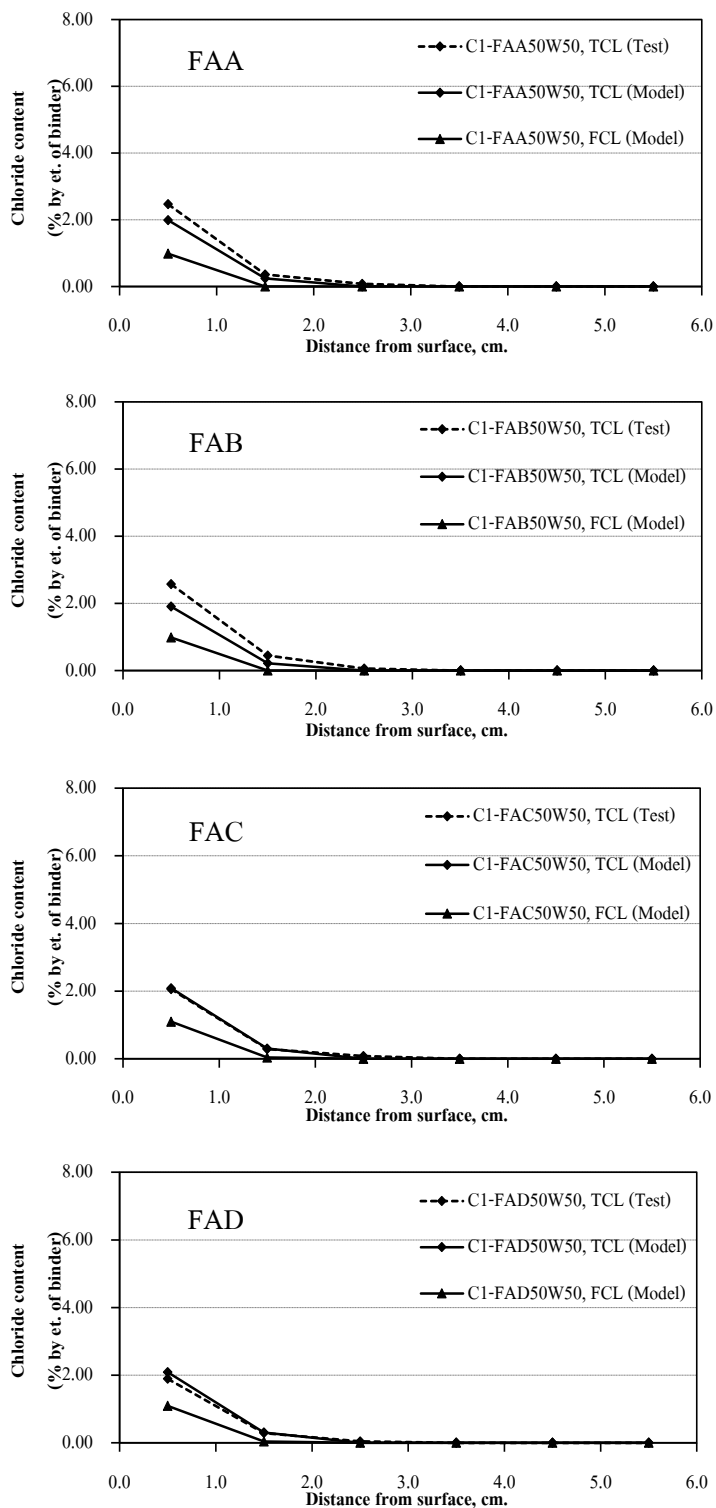 8.00
FAA
C1-FAA50W50, TCL (Test)
6.00
C1-FAA50W50, TCL (Model)
4.00
C1-FAA50W50, FCL (Model)
2.00
0.00
Chloride content
(% by et. of binder)
0.0 1.0 2.0 3.0 4.0 5.0 6.0
Distance from surface, cm.
8.00
FAB
C1-FAB50W50, TCL (Test)
6.00
C1-FAB50W50, TCL (Model)
4.00
C1-FAB50W50, FCL (Model)
2.00
0.00
Chloride content
(% by et. of binder)
0.0 1.0 2.0 3.0 4.0 5.0 6.0
Distance from surface, cm.
8.00
FAC
C1-FAC50W50, TCL (Test)
6.00
C1-FAC50W50, TCL (Model)
4.00
C1-FAC50W50, FCL (Model)
2.00
0.00
Chloride content
(% by et. of binder)
0.0 1.0 2.0 3.0 4.0 5.0 6.0
Distance from surface, cm.
8.00
FAD
C1-FAD50W50, TCL (Test)
6.00
C1-FAD50W50, TCL (Model)
4.00
C1-FAD50W50, FCL (Model)
2.00
0.00
Chloride content
(% by et. of binder)
0.0 1.0 2.0 3.0 4.0 5.0 6.0
Distance from surface, cm.